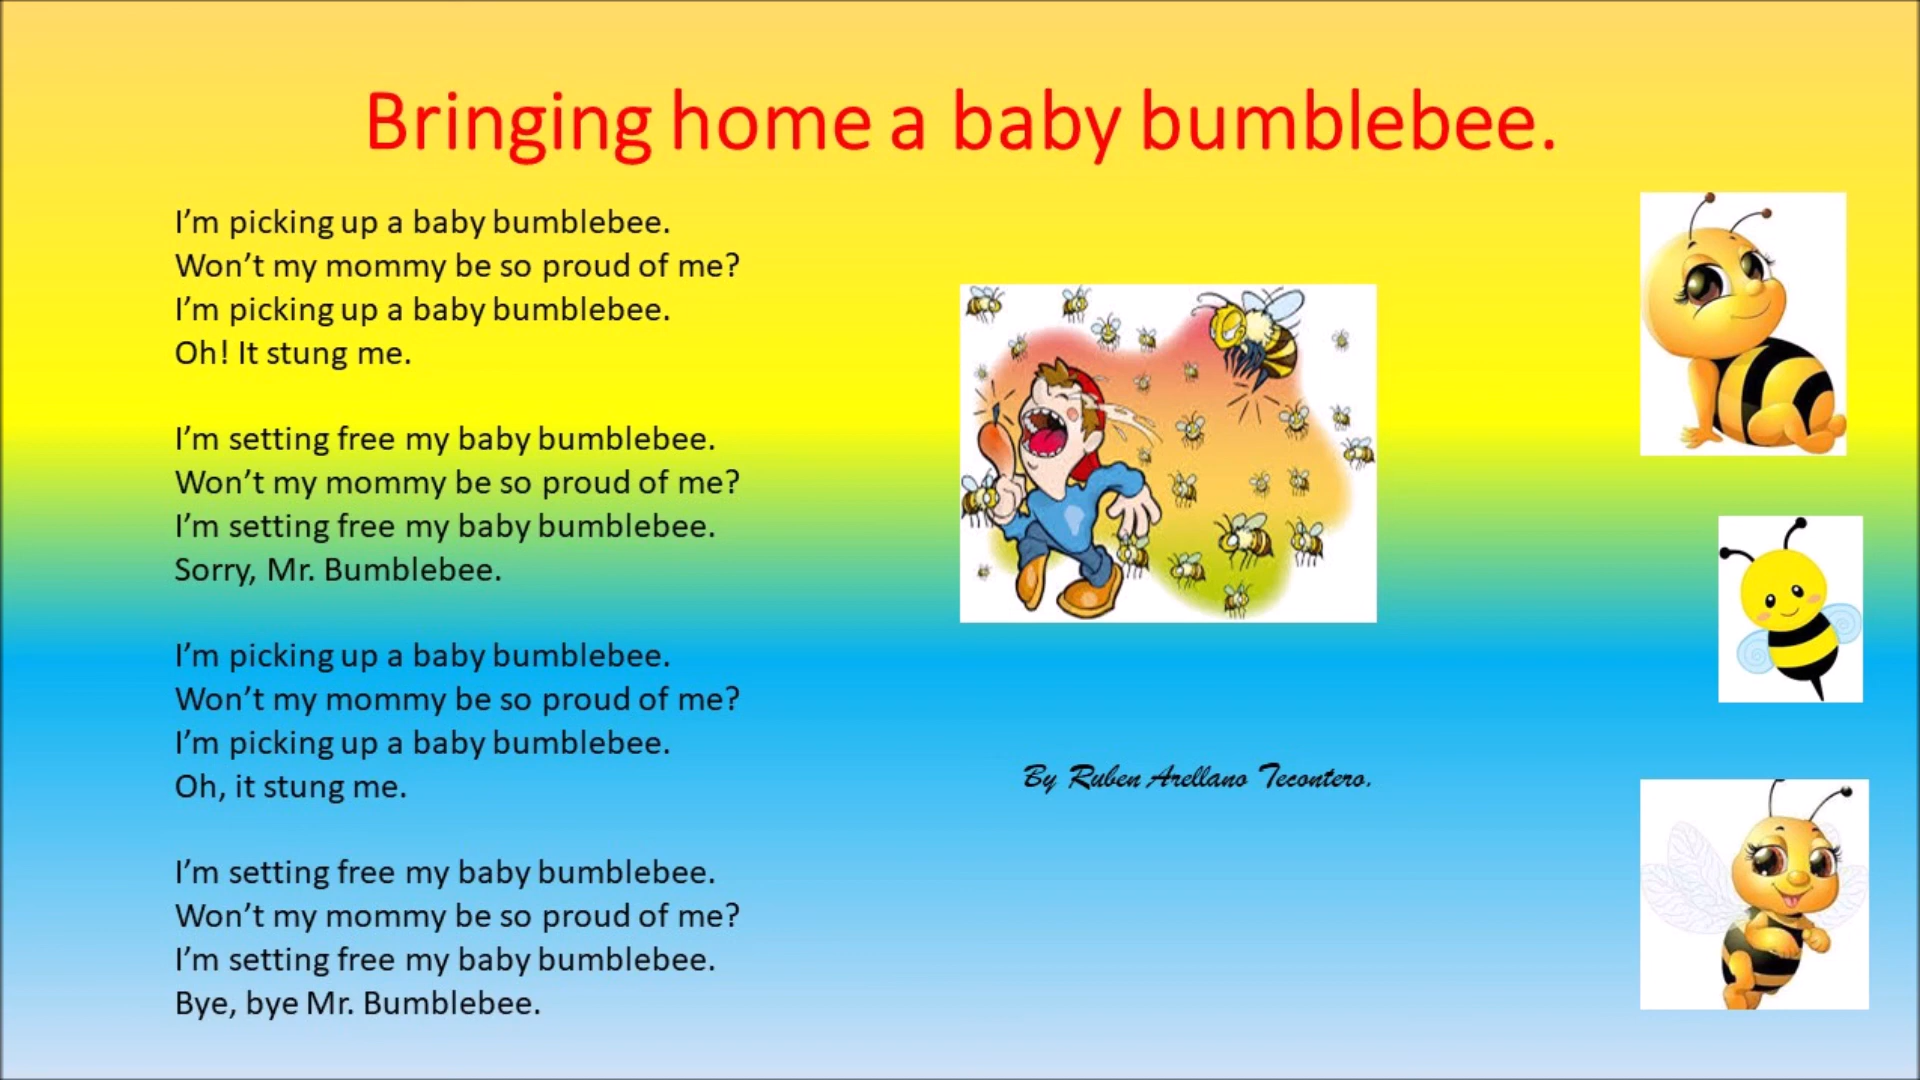 Bringing home a baby bumblebee.
I’m picking up a baby bumblebee.
Won’t my mommy be so proud of me?
I’m picking up a baby bumblebee.
Oh! It stung me.
I’m setting free my baby bumblebee.
Won’t my mommy be so proud of me?
I’m setting free my baby bumblebee.
Sorry, Mr. Bumblebee.
I’m picking up a baby bumblebee.
Won’t my mommy be so proud of me?
I’m picking up a baby bumblebee.
Oh, it stung me.
I’m setting free my baby bumblebee.
Won’t my mommy be so proud of me?
I’m setting free my baby bumblebee.
Bye, bye Mr. Bumblebee.
By Ruben Arellano Tecontero.